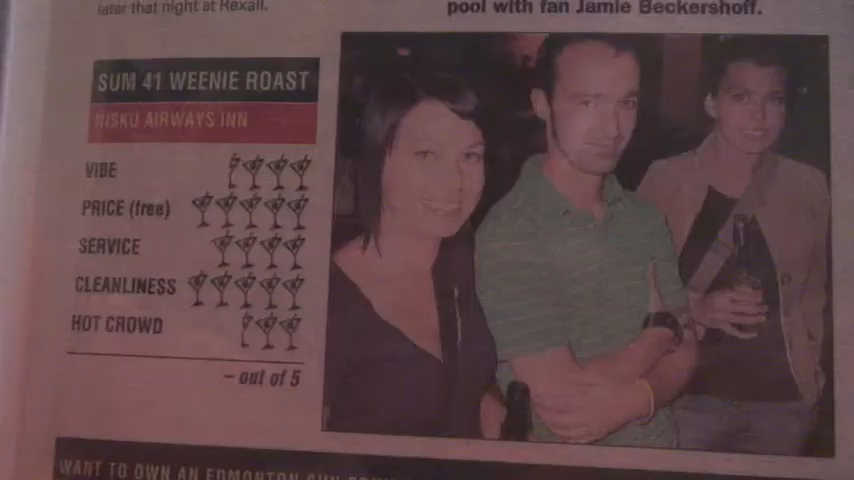 later that night at Rexall.
pool with fan Jamie Beckershoff.
SUM 41 WEENIE ROAST
NISKU AIRWAYS INN
VIBE
PRICE (free)
SERVICE
CLEANLINESS
HOT CROWD
– out of 5
WANT TO OWN AN EDMONTON SUN